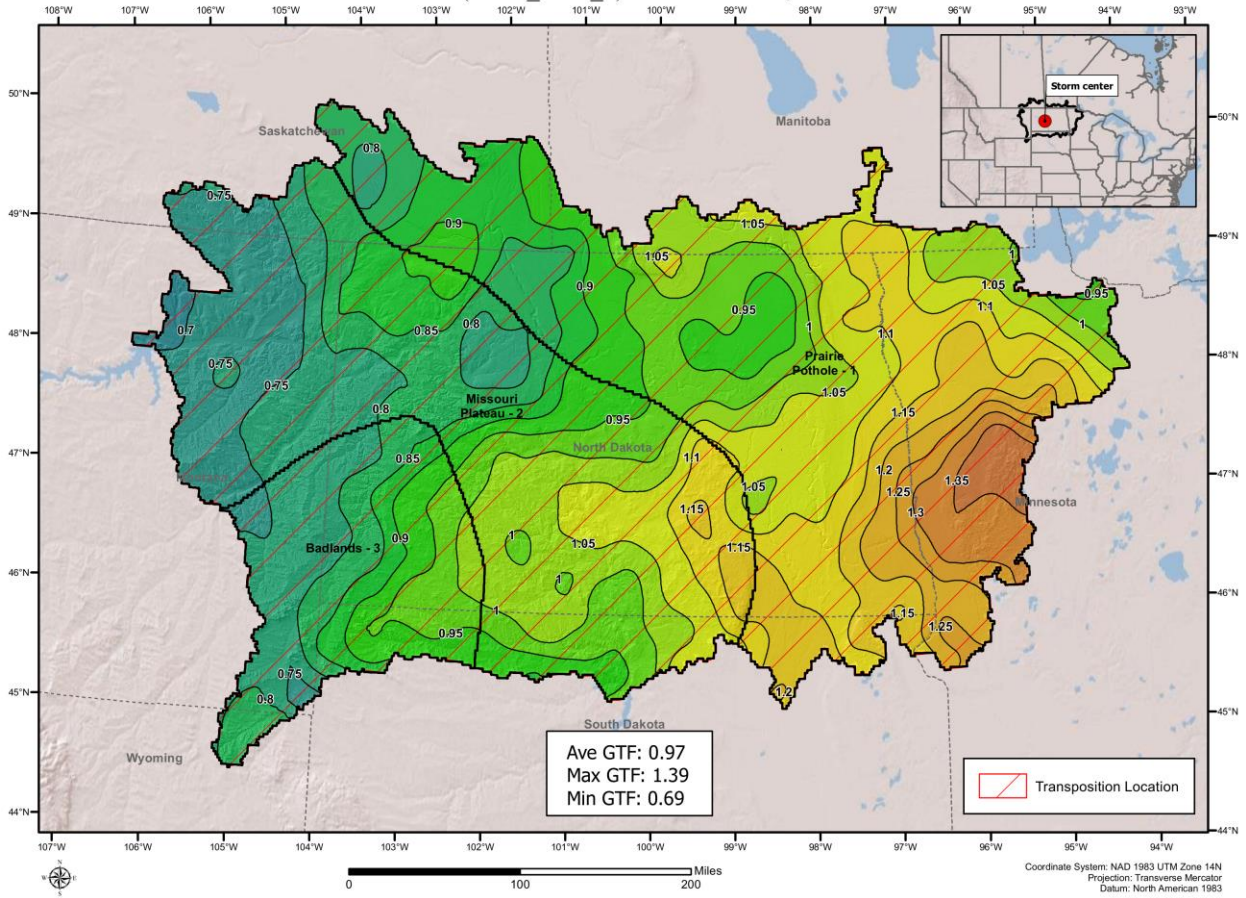 108°W 106°W 105°W 104°W 103°W 102°W 101°W 100°W 99°W 98°W 97°W 96°W 95°W 94°W 93°W
50°N
50°N
49°N
49°N
48°N
48°N
47°N
47°N
46°N
46°N
45°N
45°N
44°N
44°N
Storm center
Saskatchewan
Manitoba
0.8
0.75
0.9
1.05
1.05
1
1.05
0.95
0.9
1.1
0.95
1
0.7
0.85
0.8
1
1.1
0.75
0.75
Prairie
Pothole - 1
1.05
Missouri
Plateau - 2
0.8
0.95
1.15
North Dakota
0.85
1.1
1.2
1.05
1.25
1.35
1.3
Minnesota
1.15
0.9
Badlands - 3
1
1.05
1.15
1
1
1.15
0.95
1.25
0.75
0.8
1.2
South Dakota
Wyoming
Ave GTF: 0.97
Max GTF: 1.39
Min GTF: 0.69
Transposition Location
107°W 106°W 105°W 104°W 103°W 102°W 101°W 100°W 99°W 98°W 97°W 96°W 95°W 94°W
N
W E
S
0 100 200 Miles
Coordinate System: NAD 1983 UTM Zone 14N
Projection: Transverse Mercator
Datum: North American 1983